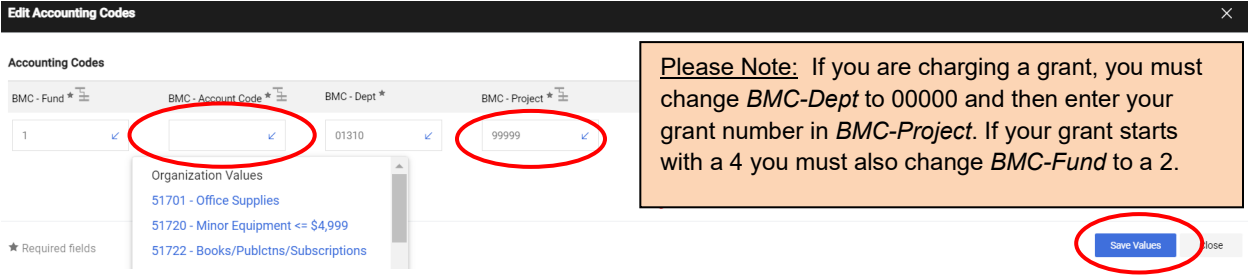 Edit Accounting Codes
Accounting Codes
BMC - Fund ★ BMC - Account Code ★ BMC - Dept ★ BMC - Project ★
1 01310 99999
Organization Values
51701 - Office Supplies
51720 - Minor Equipment <= $4,999
51722 - Books/Publctns/Subscriptions
Please Note: If you are charging a grant, you must
change BMC-Dept to 00000 and then enter your
grant number in BMC-Project. If your grant starts
with a 4 you must also change BMC-Fund to a 2.
★ Required fields
Save Values Close